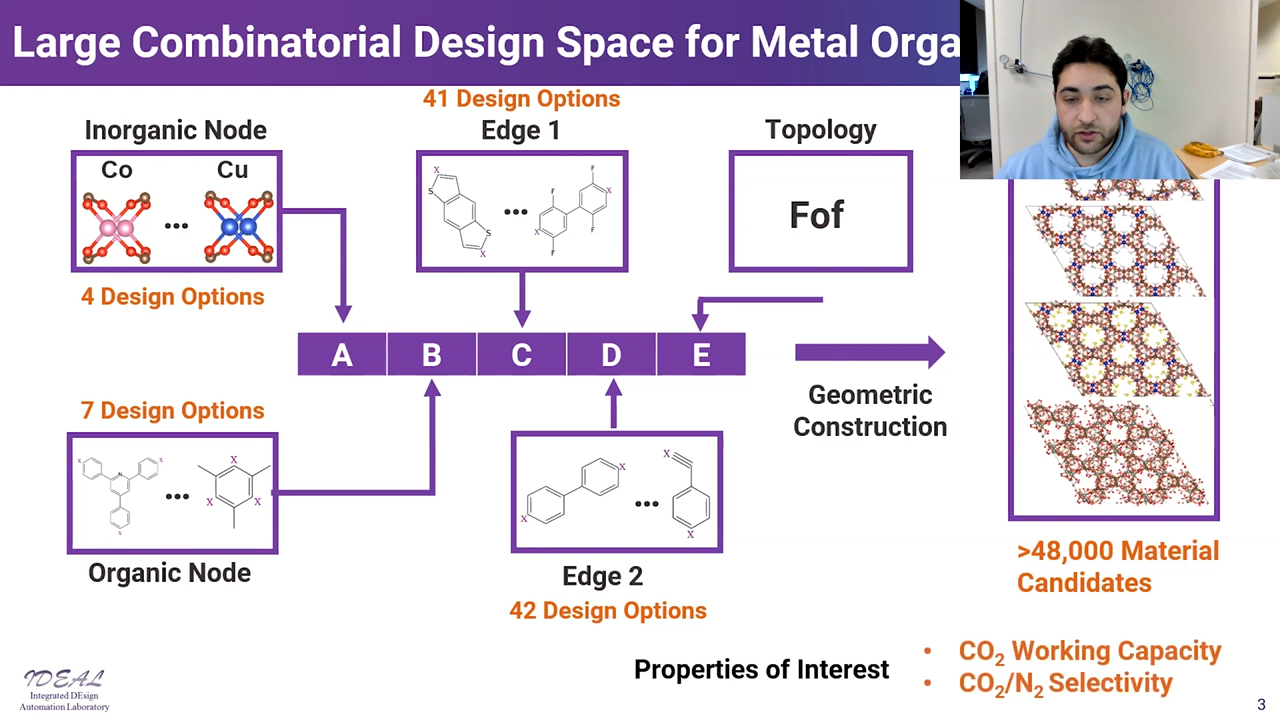 Large Combinatorial Design Space for Metal Orga
41 Design Options
Inorganic Node
Edge 1
Topology
Co
Cu
x
S
S
x
F
F
x
x
F
F
Fof
4 Design Options
A
B
C
D
E
7 Design Options
Geometric
Construction
x
x
N
x
x
x
x
x
x
x
x
Organic Node
Edge 2
42 Design Options
>48,000 Material
Candidates
Properties of Interest
• CO₂ Working Capacity
• CO₂/N₂ Selectivity
IDEAL
Integrated DEsign
Automation Laboratory
3